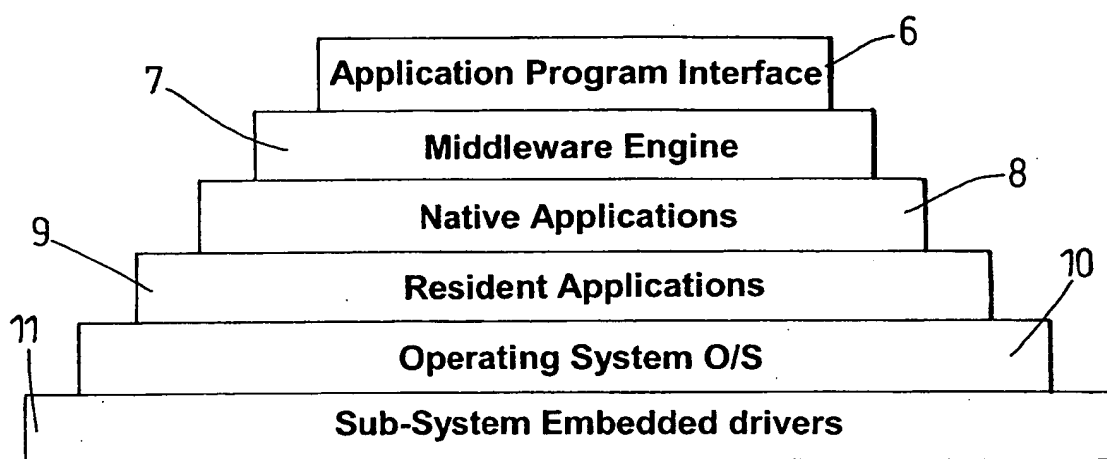 6
Application Program Interface
7
Middleware Engine
8
Native Applications
9
Resident Applications
10
Operating System O/S
11
Sub-System Embedded drivers